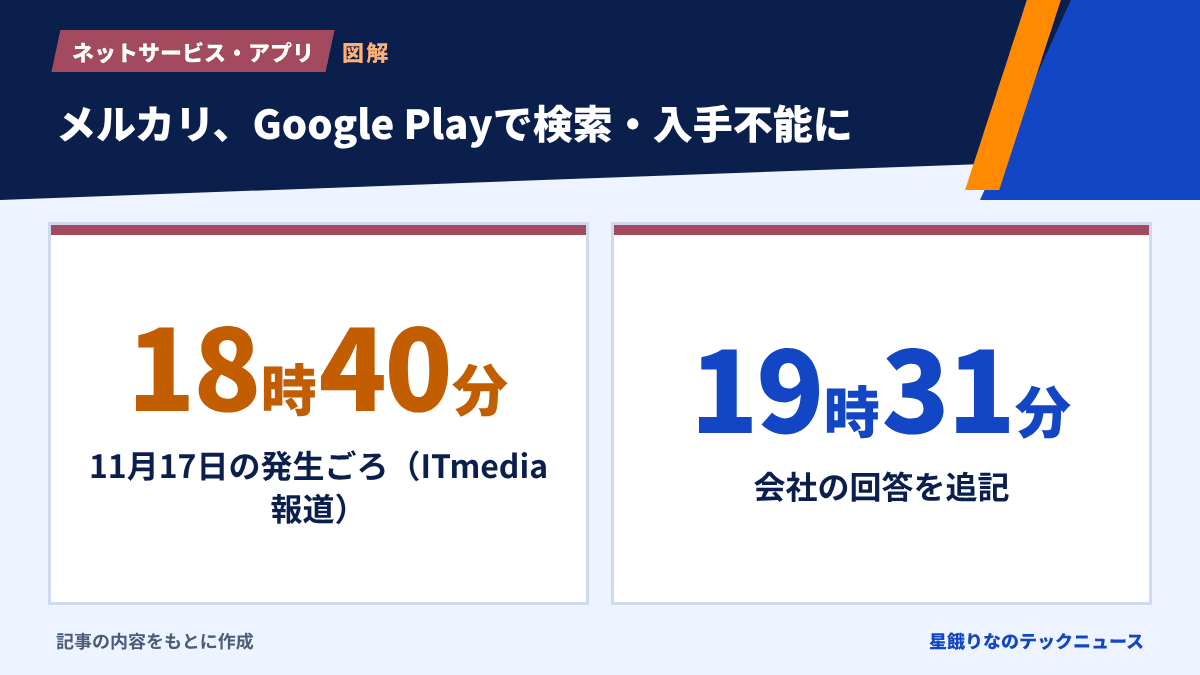 ネットサービス・アプリ 図解
メルカリ、Google Playで検索・入手不能に
18時40分
11月17日の発生ごろ（ITmedia
報道）
19時31分
会社の回答を追記
記事の内容をもとに作成
星餓りなのテックニュース